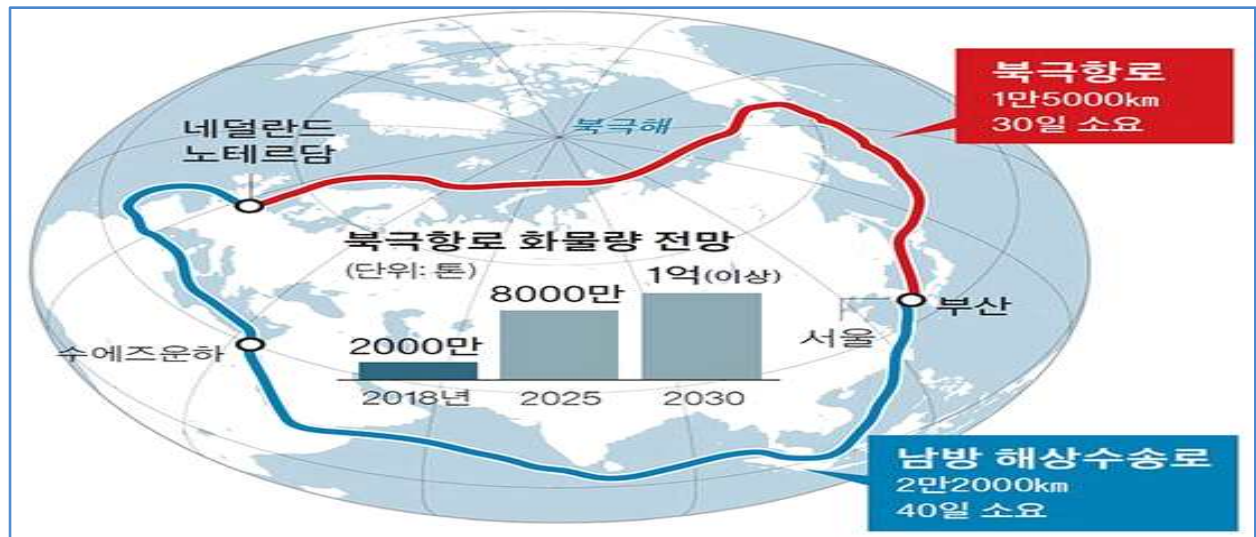 북극항로
1만5000km
30일 소요
네덜란드
노테르담
북극해
북극항로 화물량 전망
(단위: 톤)
2000만
8000만
1억(이상)
2018년
2025
2030
수에즈운하
서울
부산
남방 해상수송로
2만2000km
40일 소요